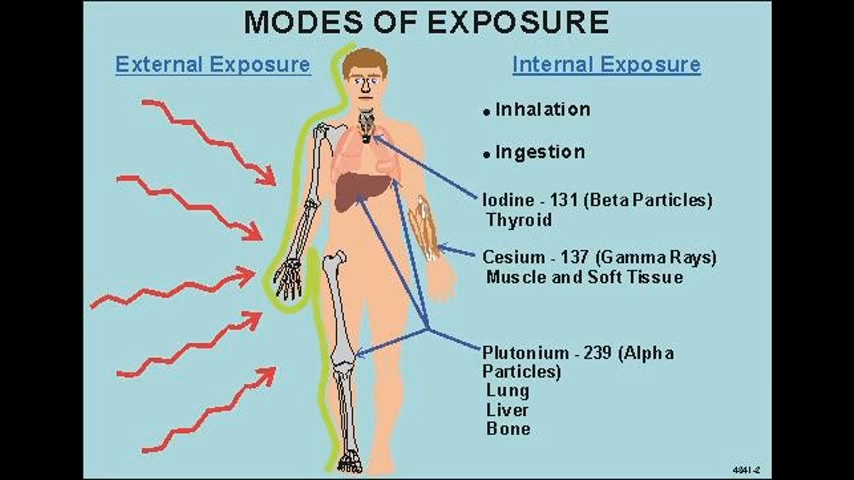 MODES OF EXPOSURE
External Exposure
Internal Exposure
• Inhalation
• Ingestion
Iodine - 131 (Beta Particles)
Thyroid
Cesium - 137 (Gamma Rays)
Muscle and Soft Tissue
Plutonium - 239 (Alpha
Particles)
Lung
Liver
Bone
4841-2